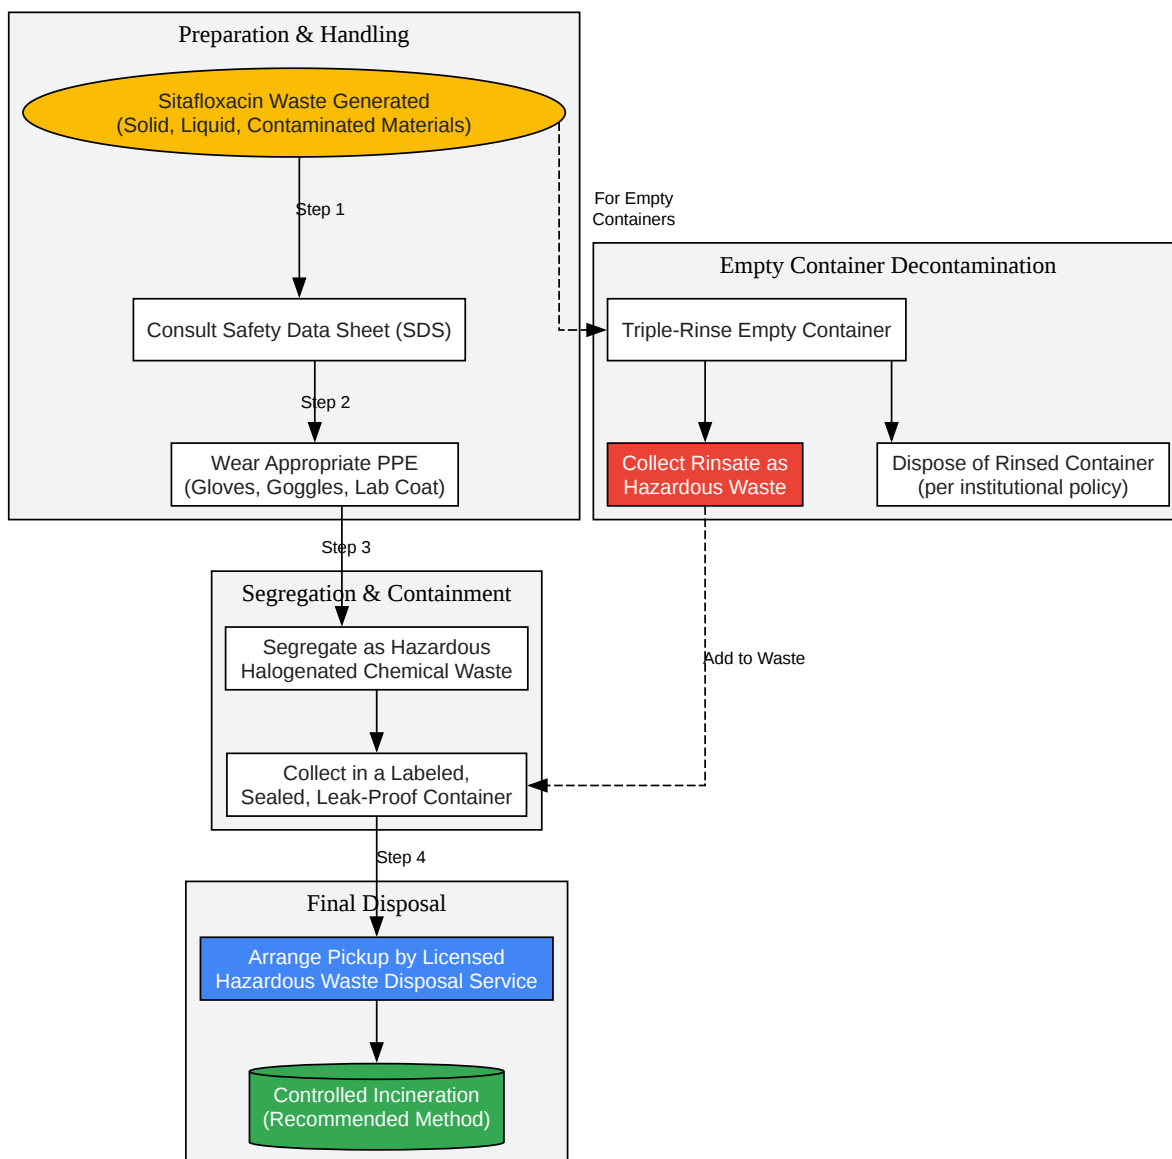 Preparation & Handling
Sitafloxacin Waste Generated
(Solid, Liquid, Contaminated Materials)
Step 1
For Empty
Containers
Consult Safety Data Sheet (SDS)
Step 2
Wear Appropriate PPE
(Gloves, Goggles, Lab Coat)
Empty Container Decontamination
Triple-Rinse Empty Container
Collect Rinsate as
Hazardous Waste
Dispose of Rinsed Container
(per institutional policy)
Step 3
Segregation & Containment
Segregate as Hazardous
Halogenated Chemical Waste
Add to Waste
Collect in a Labeled,
Sealed, Leak-Proof Container
Step 4
Final Disposal
Arrange Pickup by Licensed
Hazardous Waste Disposal Service
Controlled Incineration
(Recommended Method)